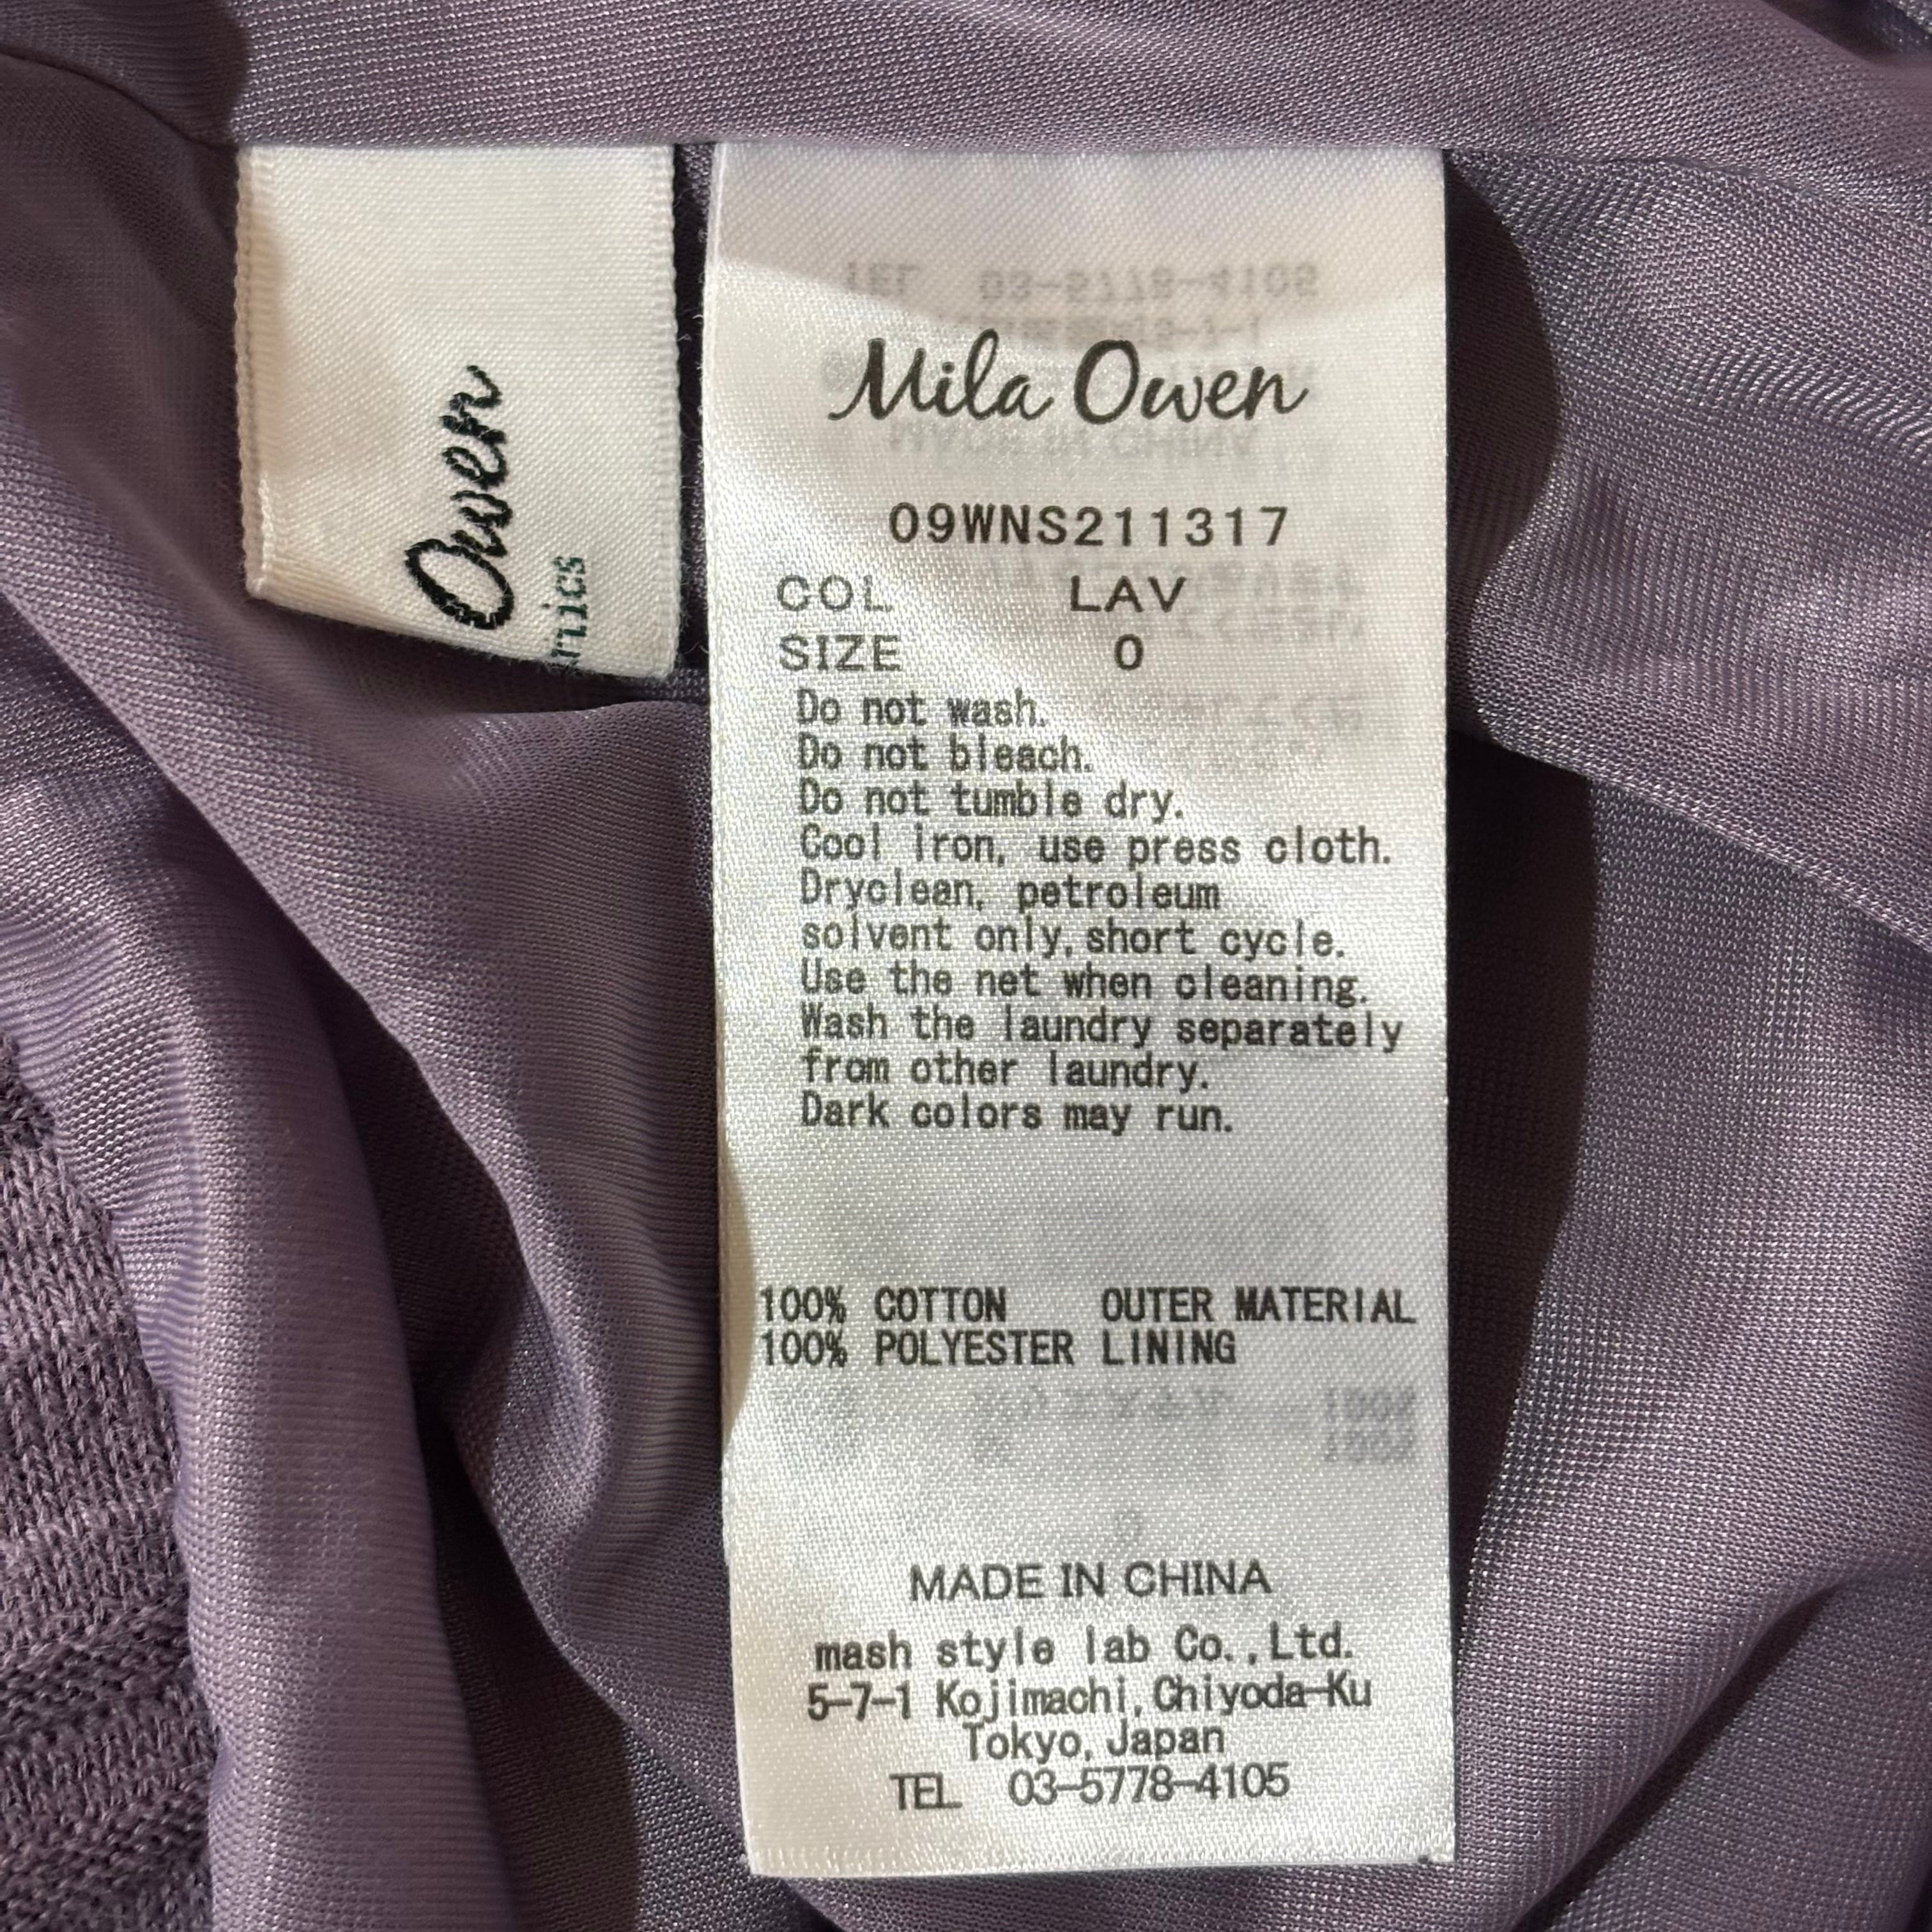 Owen
Mila Owen
09WNS211317
COL LAV
SIZE 0
Do not wash.
Do not bleach.
Do not tumble dry.
Cool iron, use press cloth.
Dryclean, petroleum
solvent only, short cycle.
Use the net when cleaning.
Wash the laundry separately
from other laundry.
Dark colors may run.
100% COTTON OUTER MATERIAL
100% POLYESTER LINING
MADE IN CHINA
mash style lab Co.,Ltd.
5-7-1 Kojimachi, Chiyoda-Ku
Tokyo, Japan
TEL 03-5778-4105